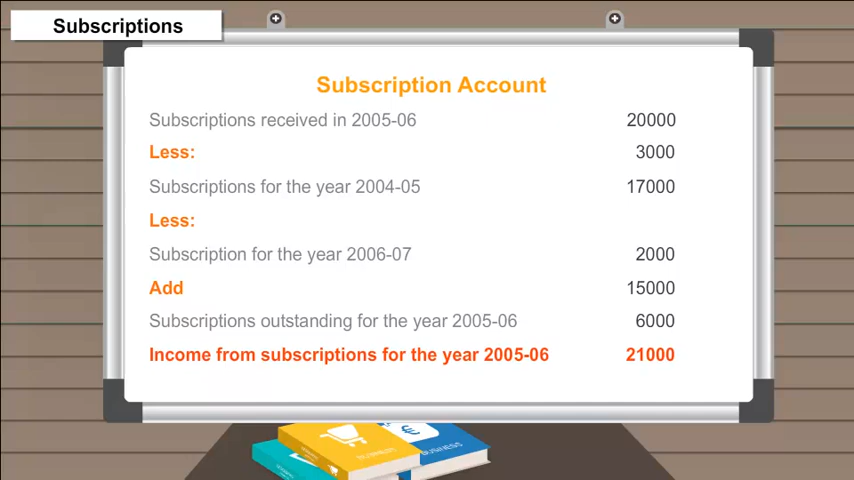 Subscriptions
Subscription Account
Subscriptions received in 2005-06 20000
Less: 3000
Subscriptions for the year 2004-05 17000
Less:
Subscription for the year 2006-07 2000
Add 15000
Subscriptions outstanding for the year 2005-06 6000
Income from subscriptions for the year 2005-06 21000
BUSINESS